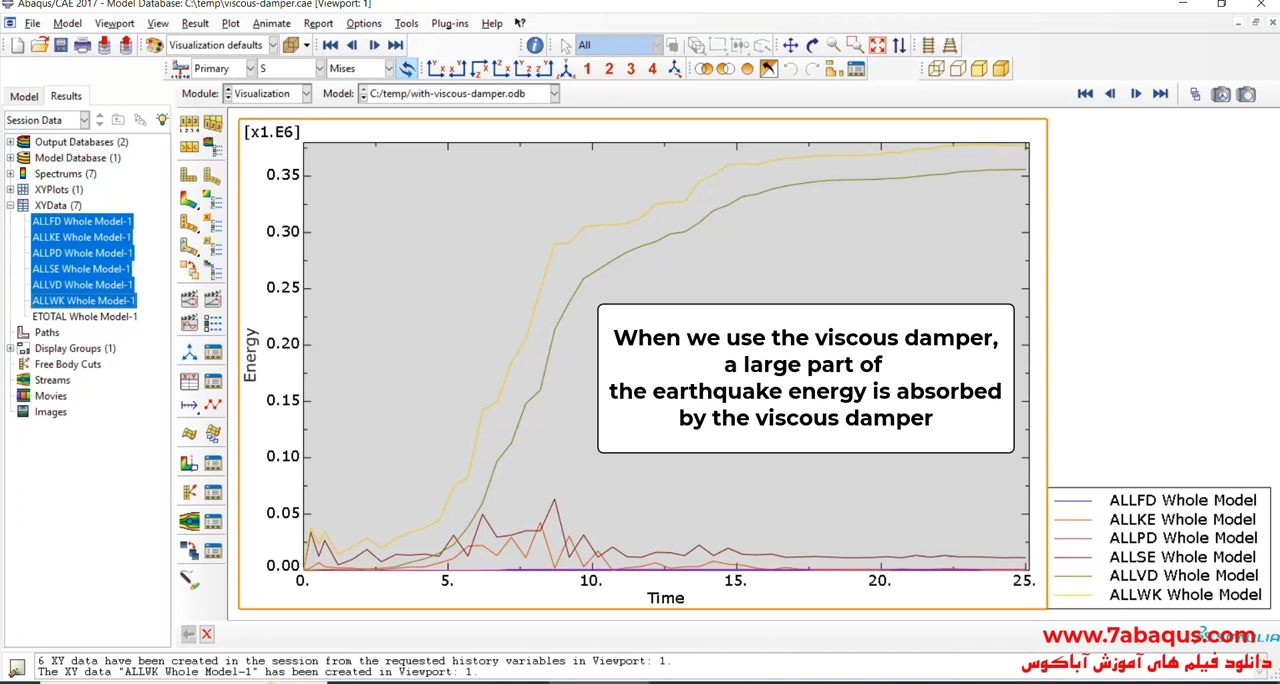 Abaqus/CAE 2017 - Model Database: C:\temp\viscous-damper.cae [Viewport: 1]
File Model Viewport View Result Plot Animate Report Options Tools Plug-ins Help
Visualization defaults All
Primary S Mises 1 2 3 4
Model Results Module: Visualization Model: C:/temp/with-viscous-damper.odb
Session Data
Output Databases (2)
Model Database (1)
Spectrums (7)
XYPlots (1)
XYData (7)
ALLFD Whole Model-1
ALLKE Whole Model-1
ALLPD Whole Model-1
ALLSE Whole Model-1
ALLVD Whole Model-1
ALLWK Whole Model-1
ETOTAL Whole Model-1
Paths
Display Groups (1)
Free Body Cuts
Streams
Movies
Images
[x1.E6]
0.35
0.30
0.25
0.20
0.15
0.10
0.05
0.00
Energy
0. 5. 10. 15. 20. 25.
Time
When we use the viscous damper,
a large part of
the earthquake energy is absorbed
by the viscous damper
ALLFD Whole Model
ALLKE Whole Model
ALLPD Whole Model
ALLSE Whole Model
ALLVD Whole Model
ALLWK Whole Model
www.7abaqus.com
دانلود فیلم های آموزش آباکوس
6 XY data have been created in the session from the requested history variables in Viewport: 1.
The XY data "ALLWK Whole Model-1" has been created in Viewport: 1.